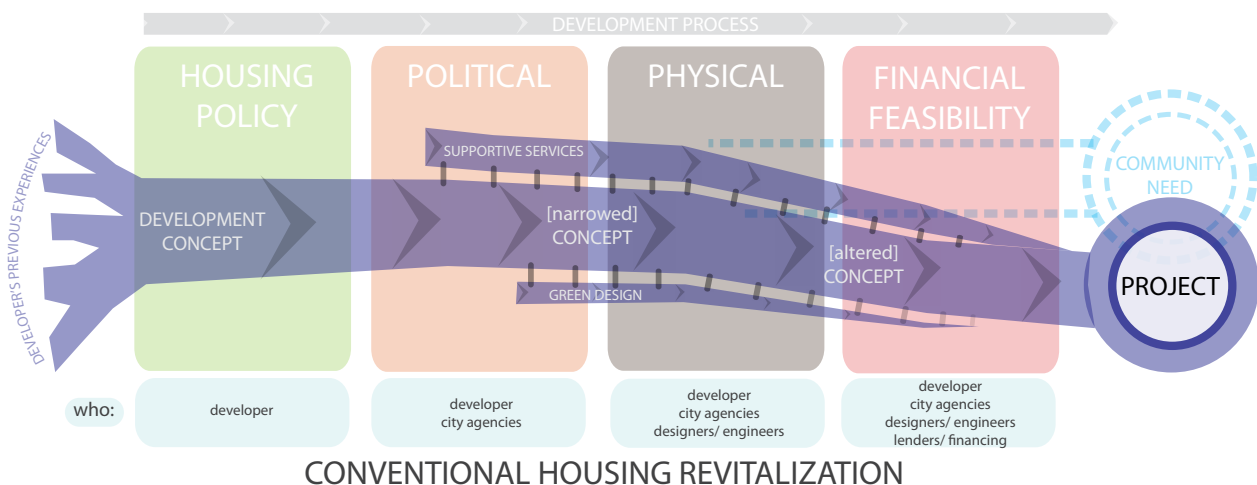 DEVELOPMENT PROCESS
HOUSING
POLICY
POLITICAL
PHYSICAL
FINANCIAL
FEASIBILITY
DEVELOPER'S PREVIOUS EXPERIENCES
SUPPORTIVE SERVICES
DEVELOPMENT
CONCEPT
[narrowed]
CONCEPT
[altered]
CONCEPT
GREEN DESIGN
COMMUNITY
NEED
PROJECT
who:
developer
developer
city agencies
developer
city agencies
designers/ engineers
developer
city agencies
designers/ engineers
lenders/ financing
CONVENTIONAL HOUSING REVITALIZATION